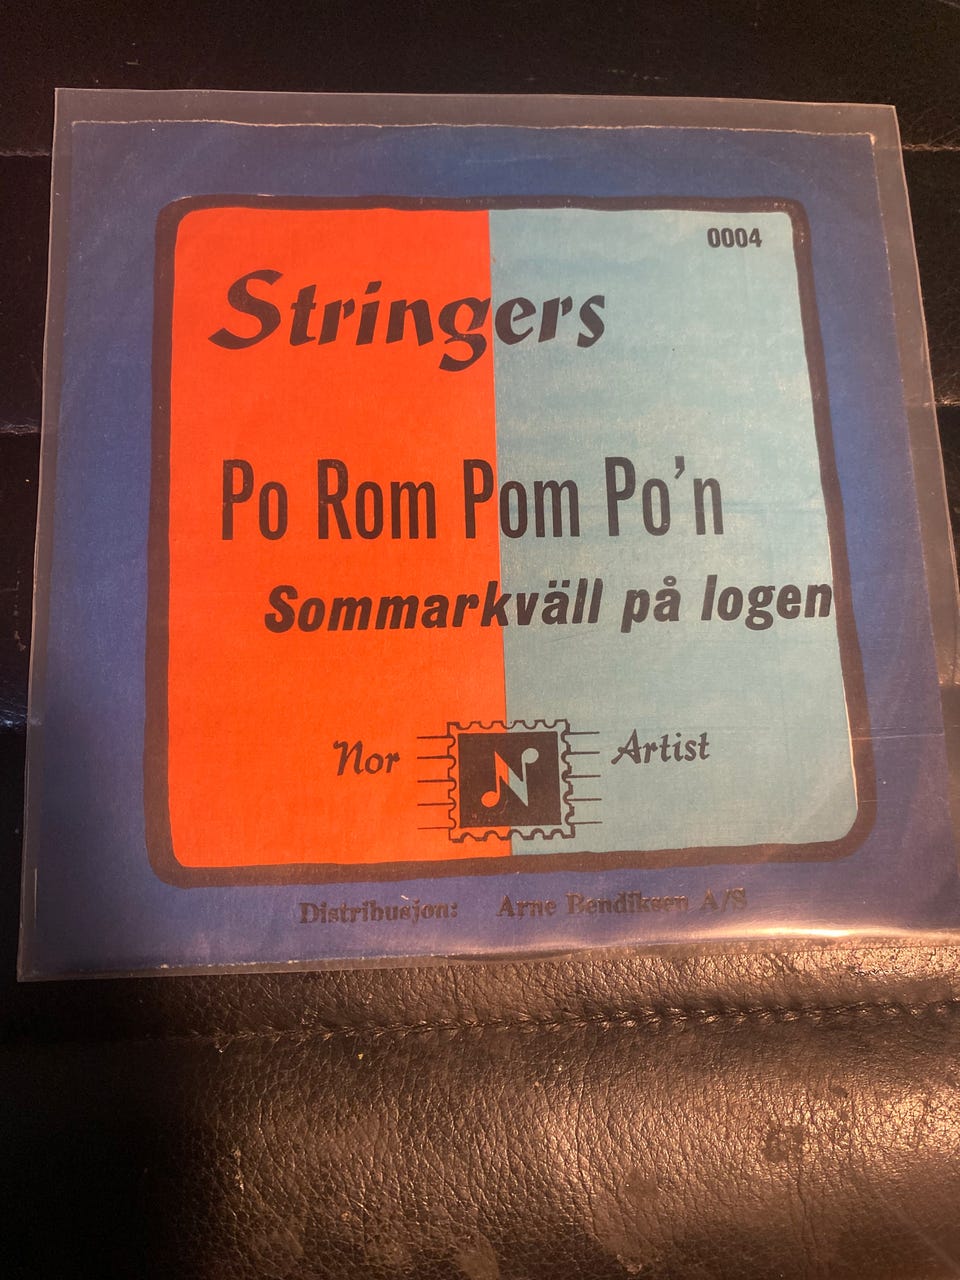 0004
Stringers
Po Rom Pom Po'n
Sommarkväll på logen
Nor N Artist
Distribusjon: Arne Bendiksen A/S